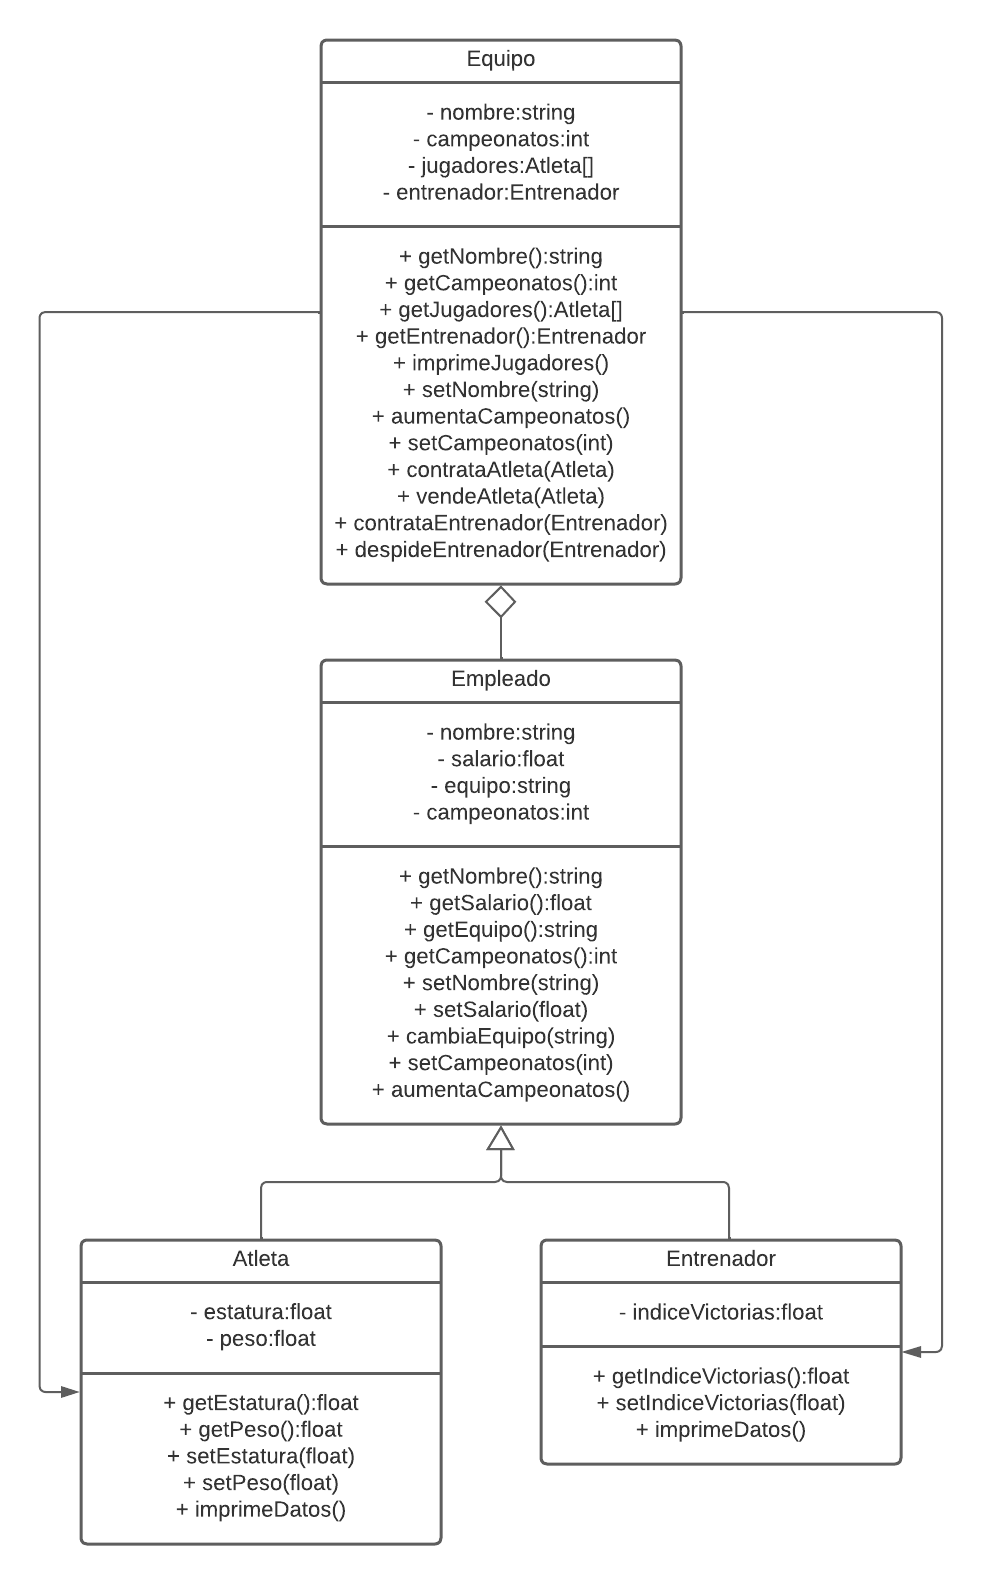 Equipo
- nombre:string
- campeonatos:int
- jugadores:Atleta[]
- entrenador:Entrenador
+ getNombre():string
+ getCampeonatos():int
+ getJugadores():Atleta[]
+ getEntrenador():Entrenador
+ imprimeJugadores()
+ setNombre(string)
+ aumentaCampeonatos()
+ setCampeonatos(int)
+ contrataAtleta(Atleta)
+ vendeAtleta(Atleta)
+ contrataEntrenador(Entrenador)
+ despideEntrenador(Entrenador)
Empleado
- nombre:string
- salario:float
- equipo:string
- campeonatos:int
+ getNombre():string
+ getSalario():float
+ getEquipo():string
+ getCampeonatos():int
+ setNombre(string)
+ setSalario(float)
+ cambiaEquipo(string)
+ setCampeonatos(int)
+ aumentaCampeonatos()
Atleta
- estatura:float
- peso:float
+ getEstatura():float
+ getPeso():float
+ setEstatura(float)
+ setPeso(float)
+ imprimeDatos()
Entrenador
- indiceVictorias:float
+ getIndiceVictorias():float
+ setIndiceVictorias(float)
+ imprimeDatos()